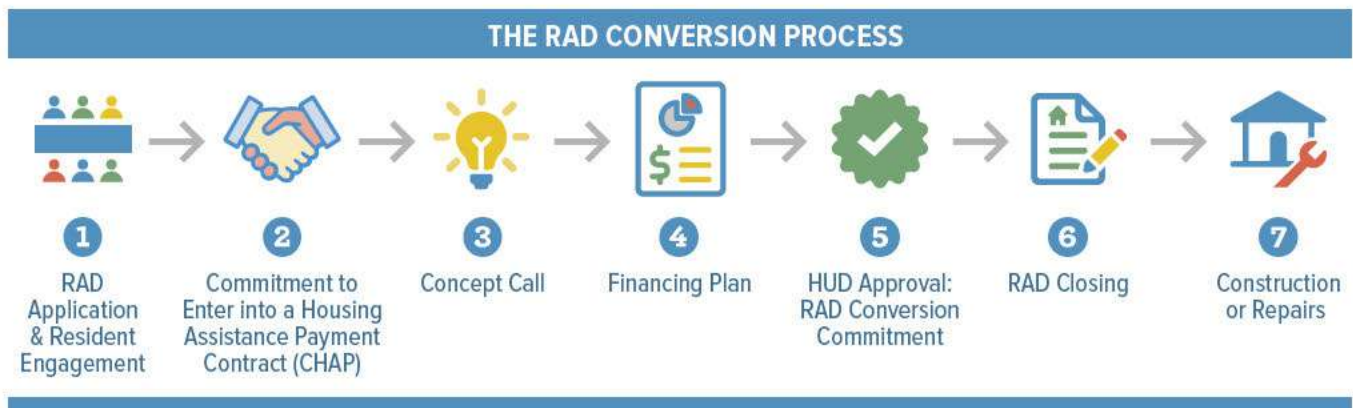 THE RAD CONVERSION PROCESS
1
RAD
Application
& Resident
Engagement
2
Commitment to
Enter into a Housing
Assistance Payment
Contract (CHAP)
3
Concept Call
$
4
Financing Plan
5
HUD Approval:
RAD Conversion
Commitment
6
RAD Closing
7
Construction
or Repairs